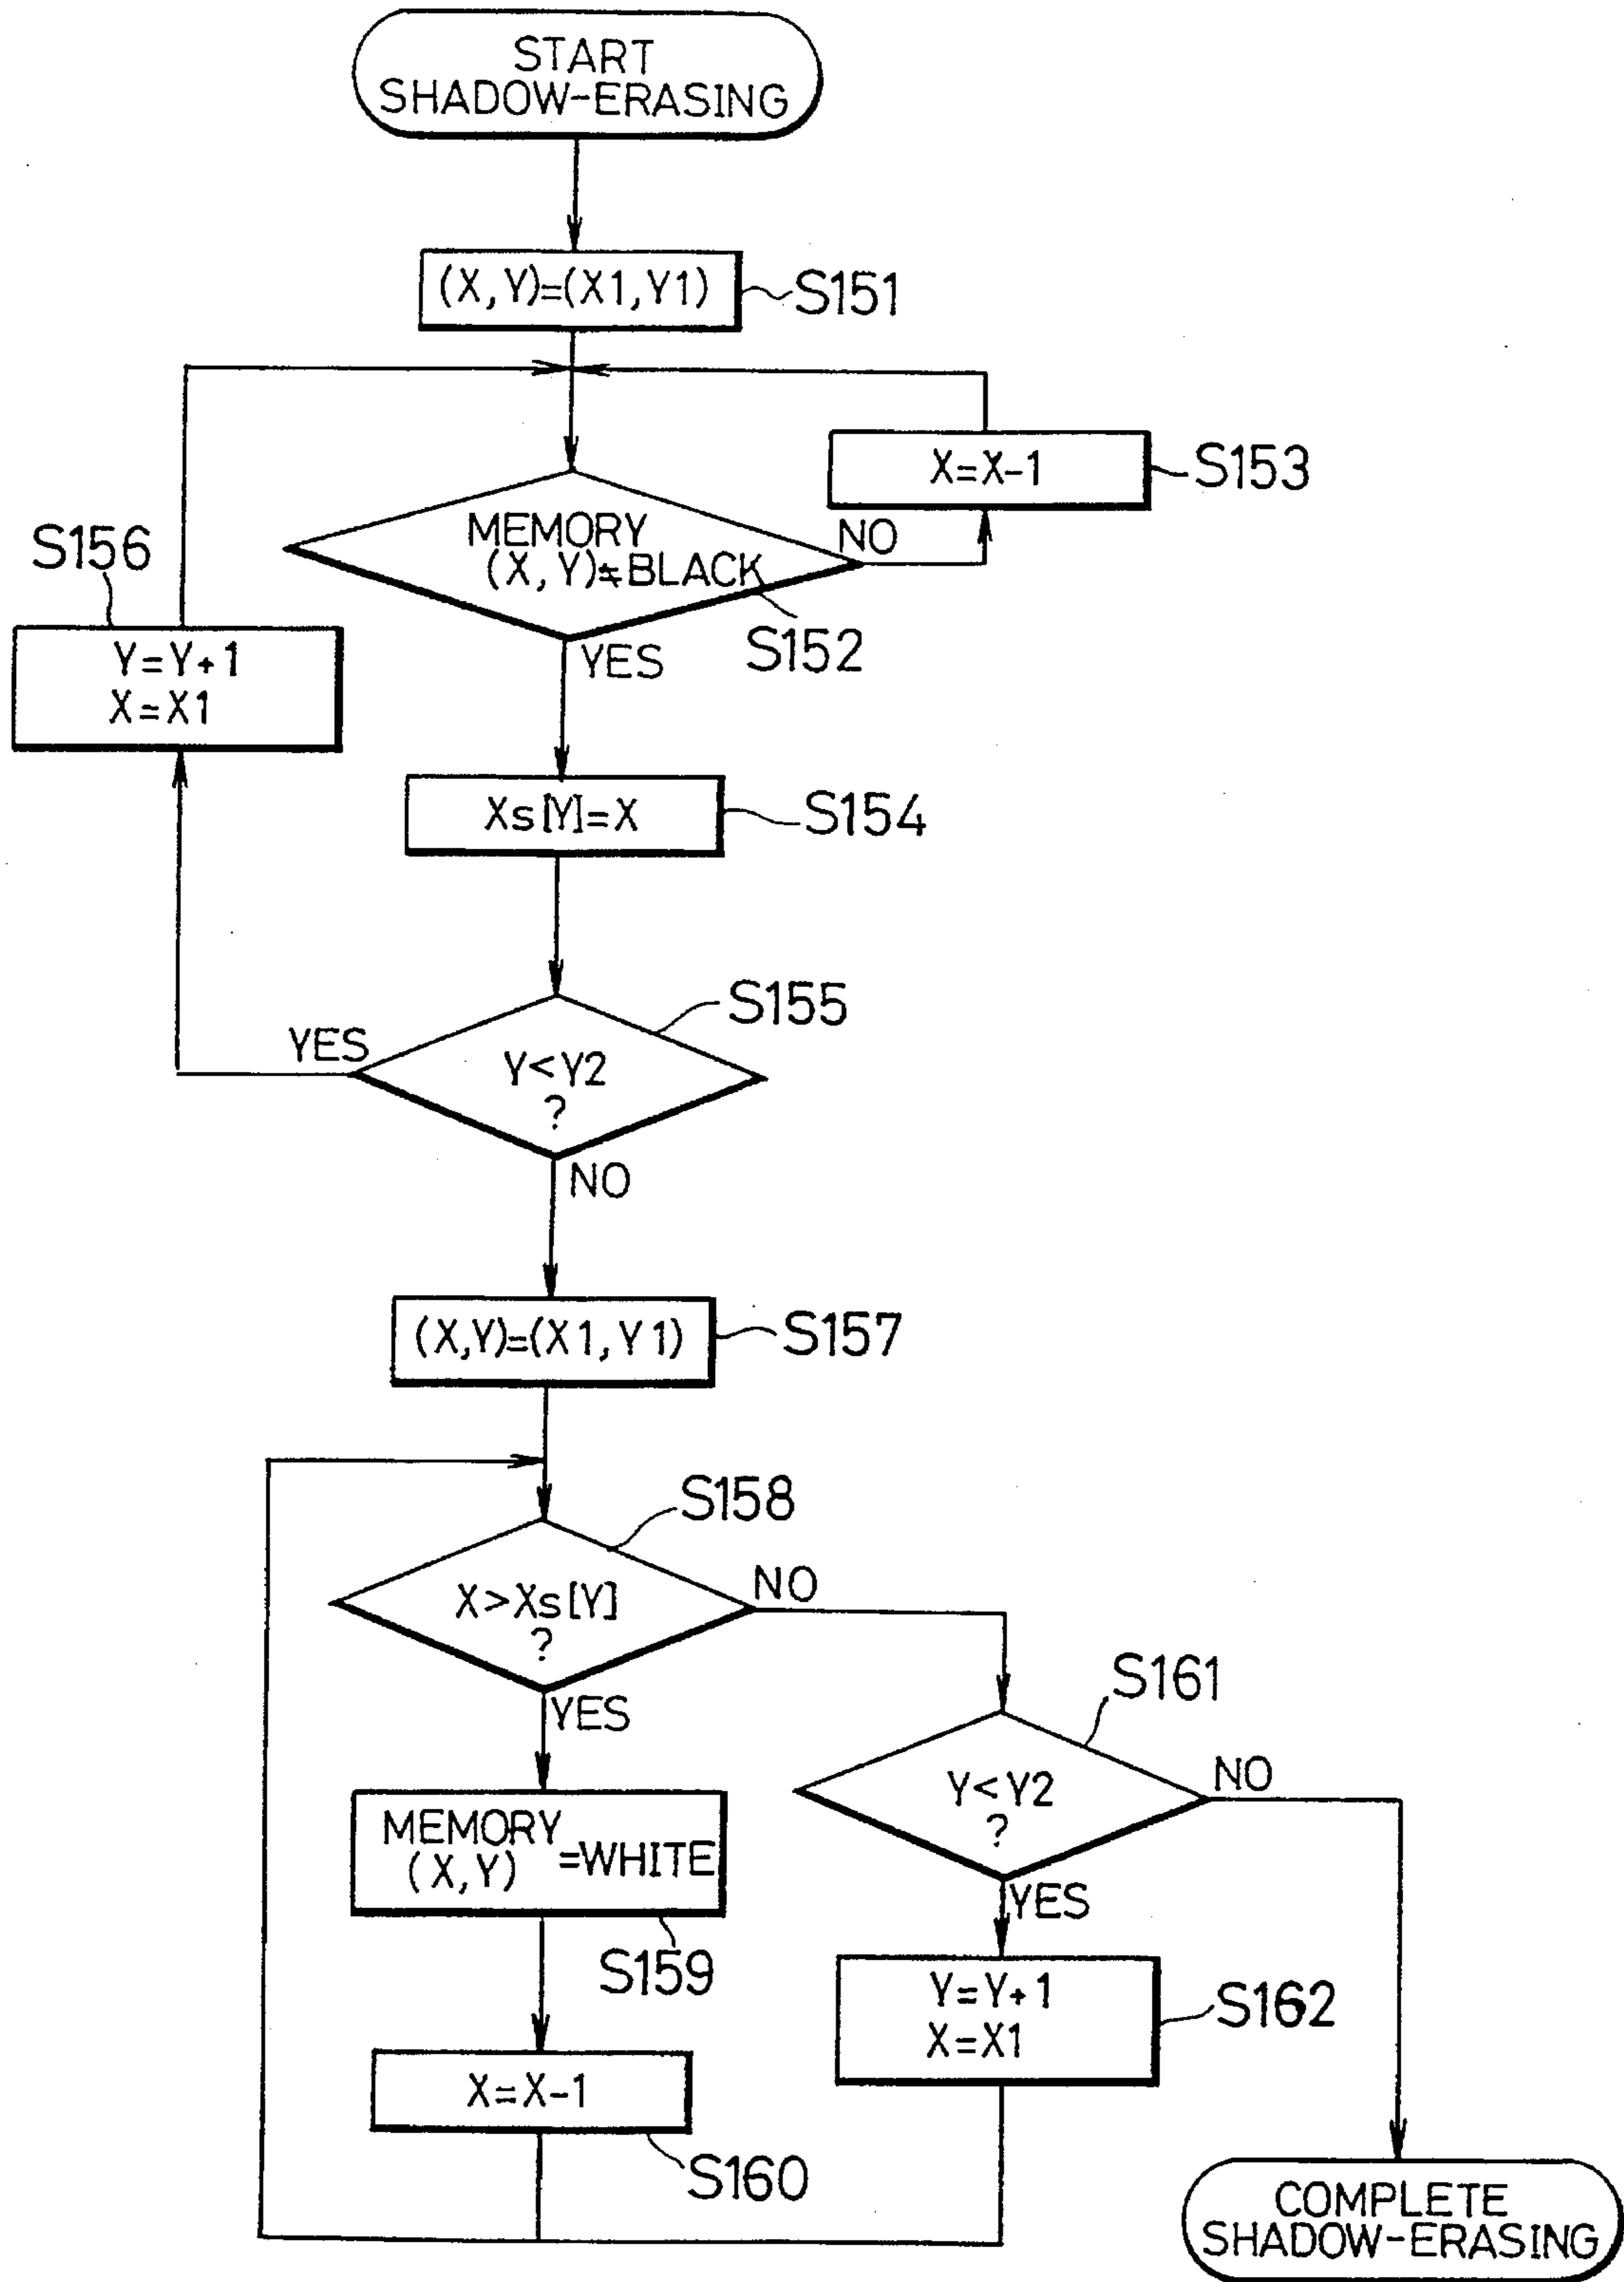 START
SHADOW-ERASING
(X,Y)=(X1,Y1)
S151
X=X-1
S153
MEMORY
(X,Y)≠BLACK
NO
S152
YES
S156
Y=Y+1
X=X1
Xs[Y]=X
S154
S155
YES
Y<Y2
?
NO
(X,Y)=(X1,Y1)
S157
S158
X>Xs[Y]
?
NO
YES
S161
Y<Y2
?
NO
YES
MEMORY
(X,Y) =WHITE
S159
Y=Y+1
X=X1
S162
X=X-1
S160
COMPLETE
SHADOW-ERASING